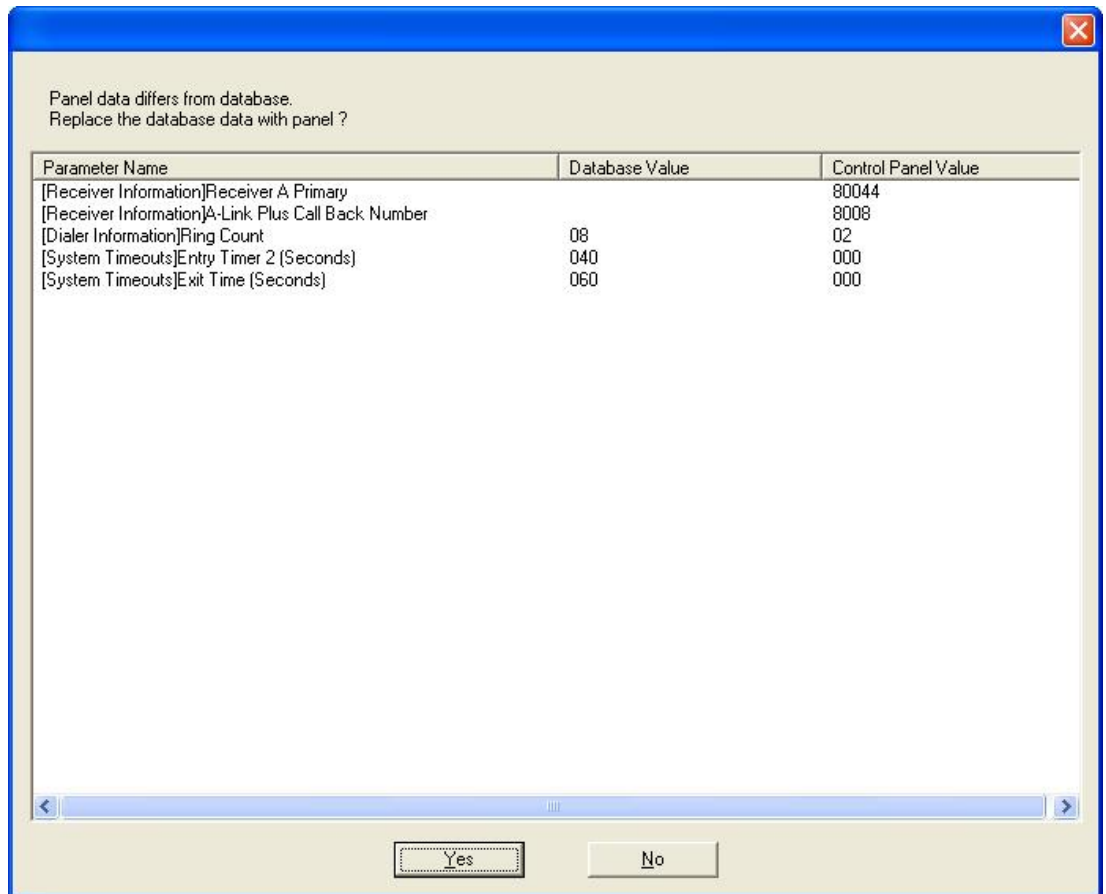 Panel data differs from database.
Replace the database data with panel ?
Parameter Name Database Value Control Panel Value
[Receiver Information]Receiver A Primary 80044
[Receiver Information]A-Link Plus Call Back Number 8008
[Dialer Information]Ring Count 08 02
[System Timeouts]Entry Timer 2 (Seconds) 040 000
[System Timeouts]Exit Time (Seconds) 060 000
Yes No